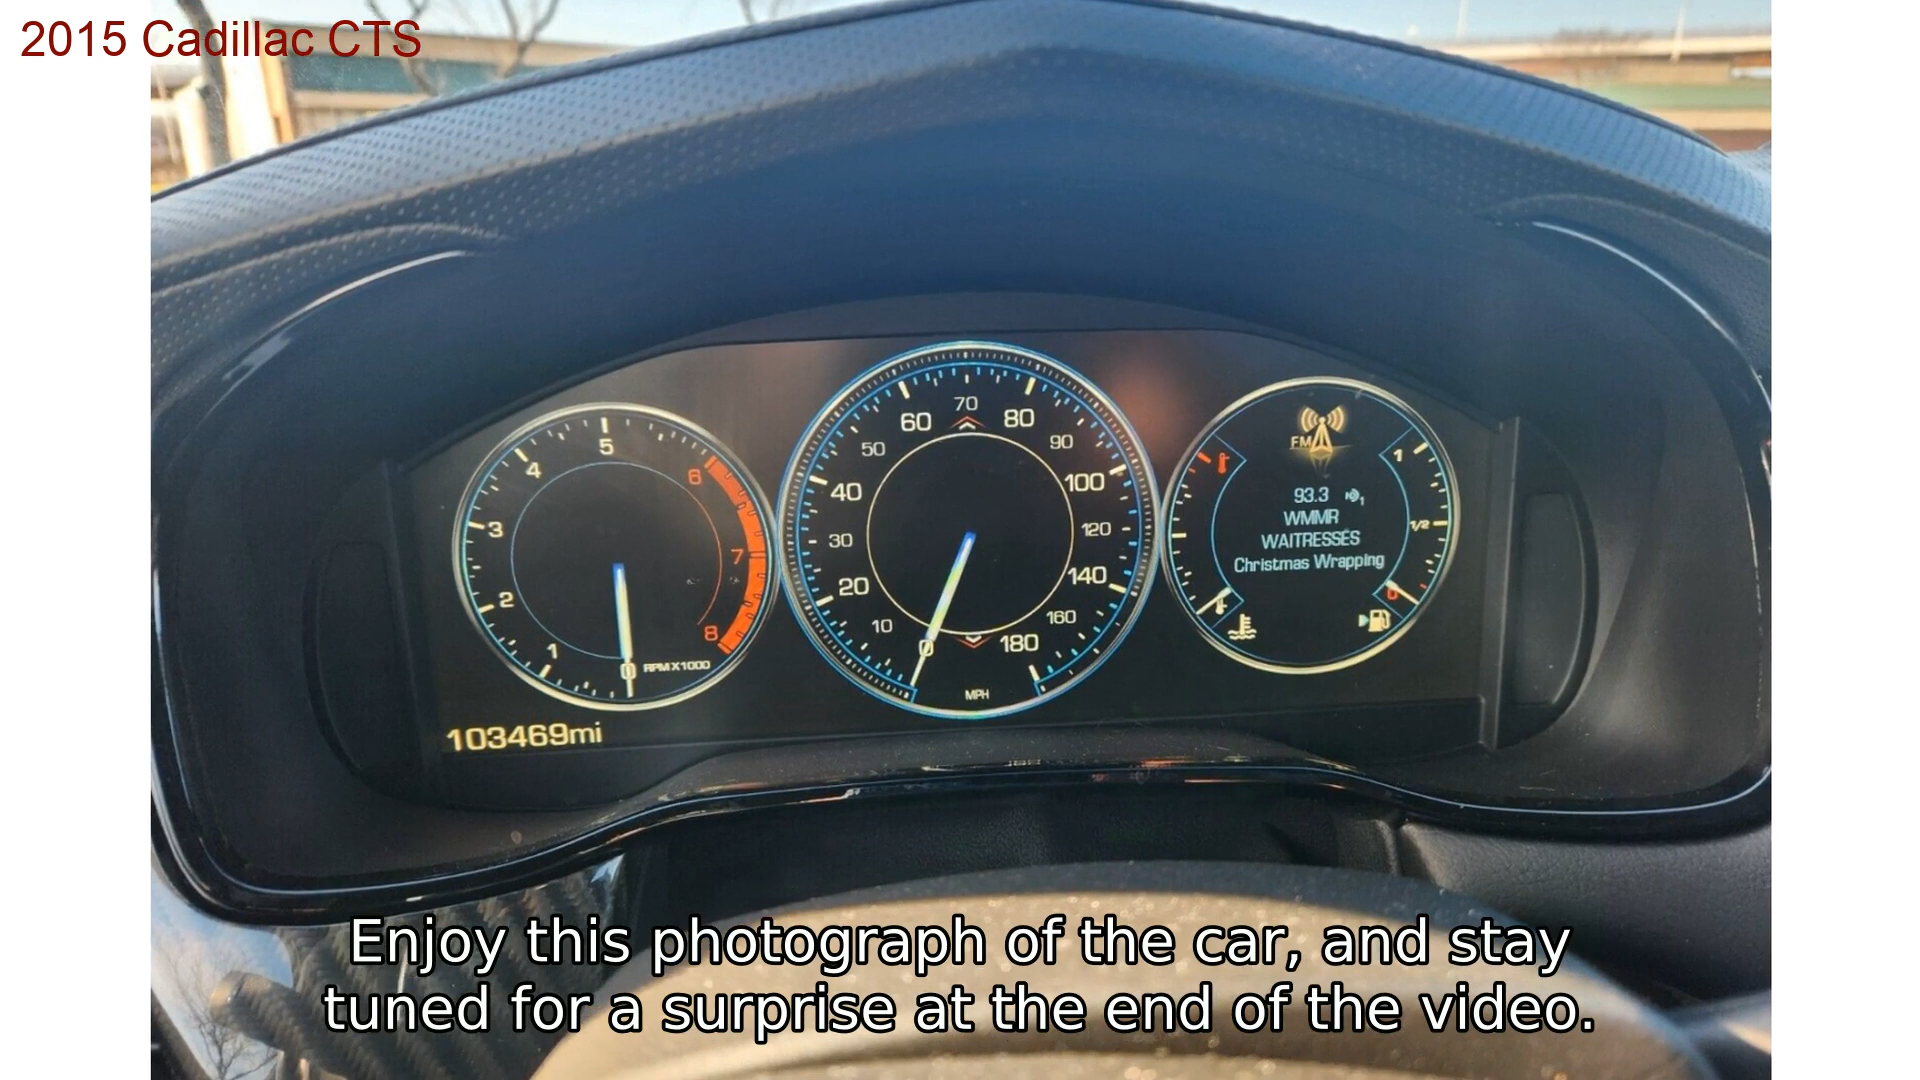 2015 Cadillac CTS
5
4
3
2
1
0
6
7
8
RPM X1000
103469mi
70
60
80
50
90
40
100
30
120
20
140
10
160
0
180
MPH
FM
1
93.3 1
WMMR
1/2
WAITRESSES
Christmas Wrapping
0
Enjoy this photograph of the car, and stay
tuned for a surprise at the end of the video.